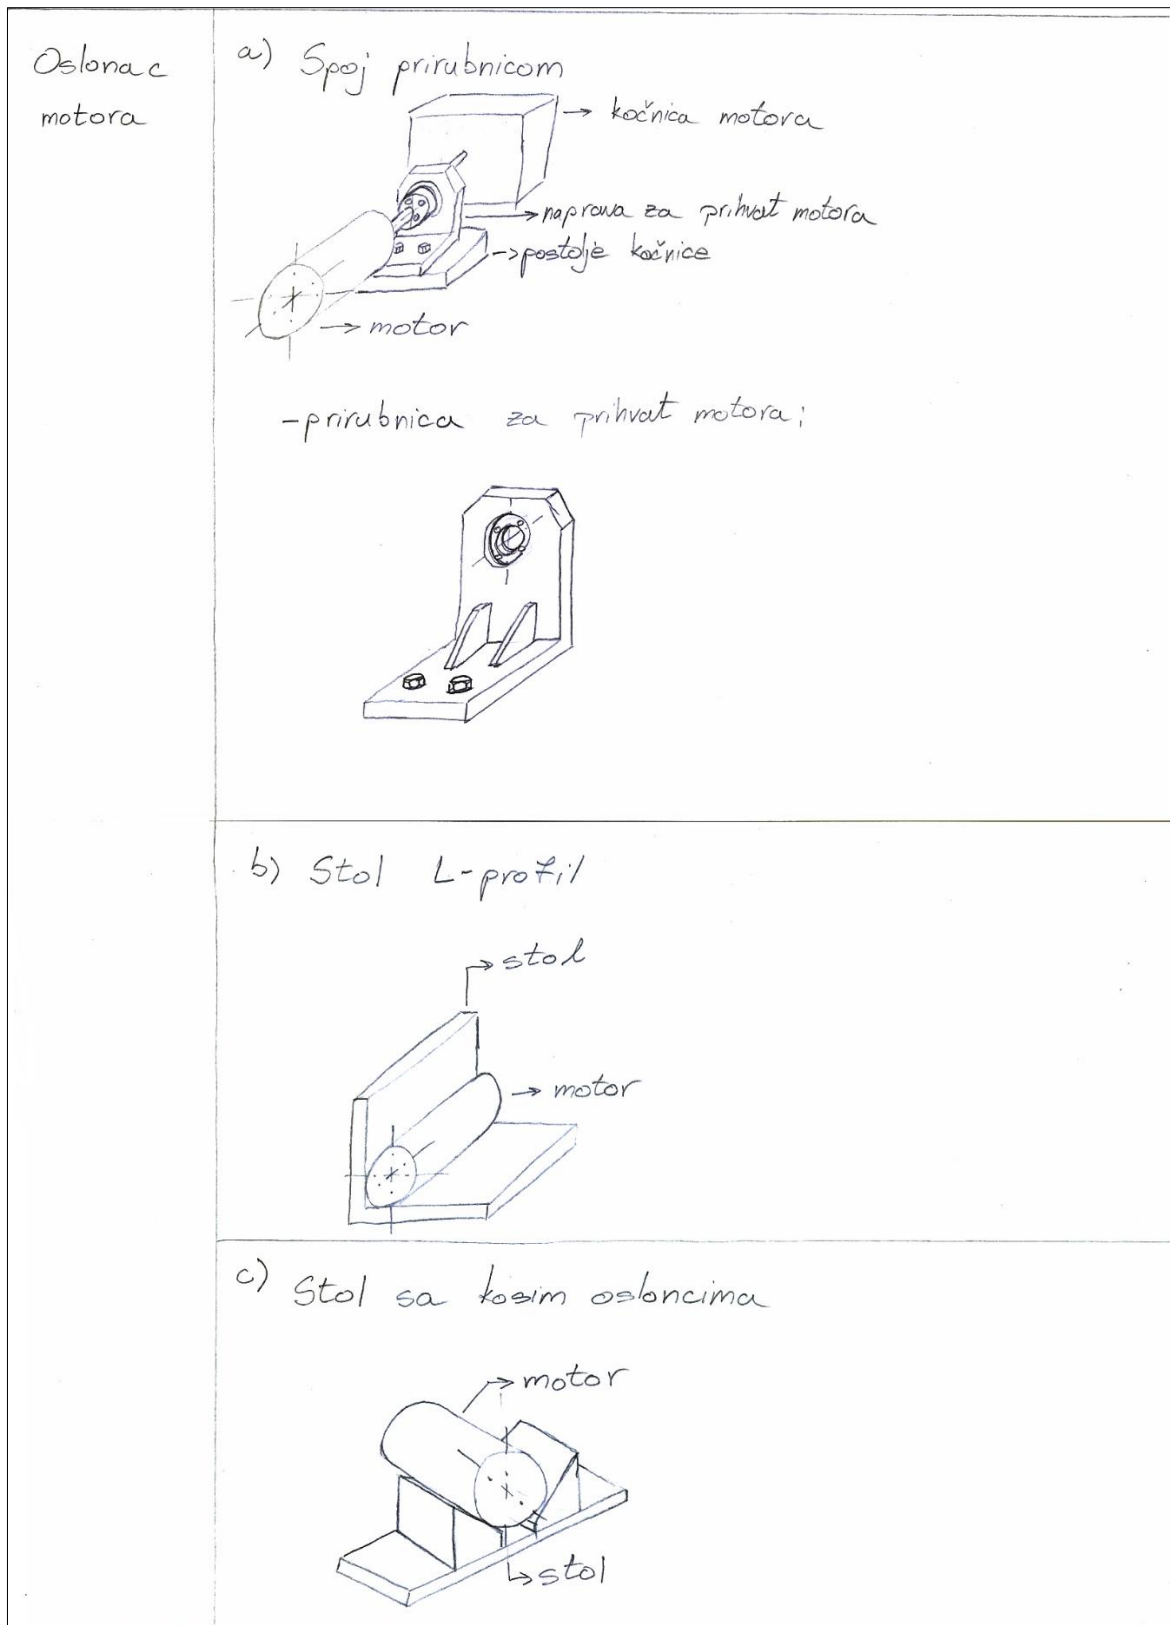 Oslonac
motora
a) Spoj prirubnicom
→ kočnica motora
→ naprava za prihvat motora
→ postolje kočnice
→ motor
- prirubnica za prihvat motora:
b) Stol L-profil
→ stol
→ motor
c) Stol sa kosim osloncima
→ motor
→ stol